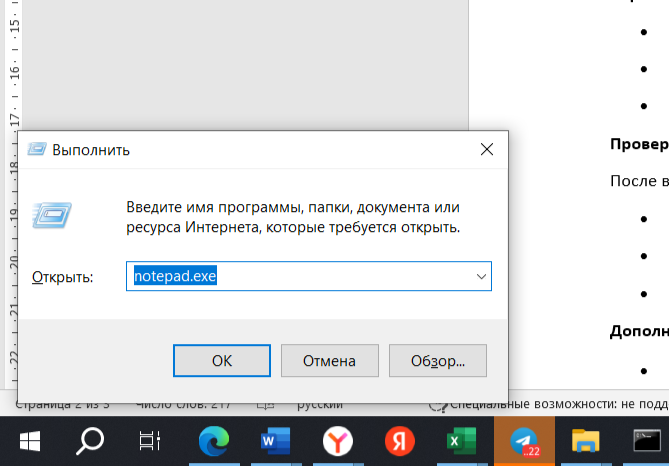 15
16
17
18
19
20
21
22
Провер
После в
Дополн
Выполнить
Введите имя программы, папки, документа или
ресурса Интернета, которые требуется открыть.
Открыть:
notepad.exe
ОК
Отмена
Обзор...
Страница 2 из 3
Число слов: 217
русский
Специальные возможности: не подд
W
Y
Я
X
..22